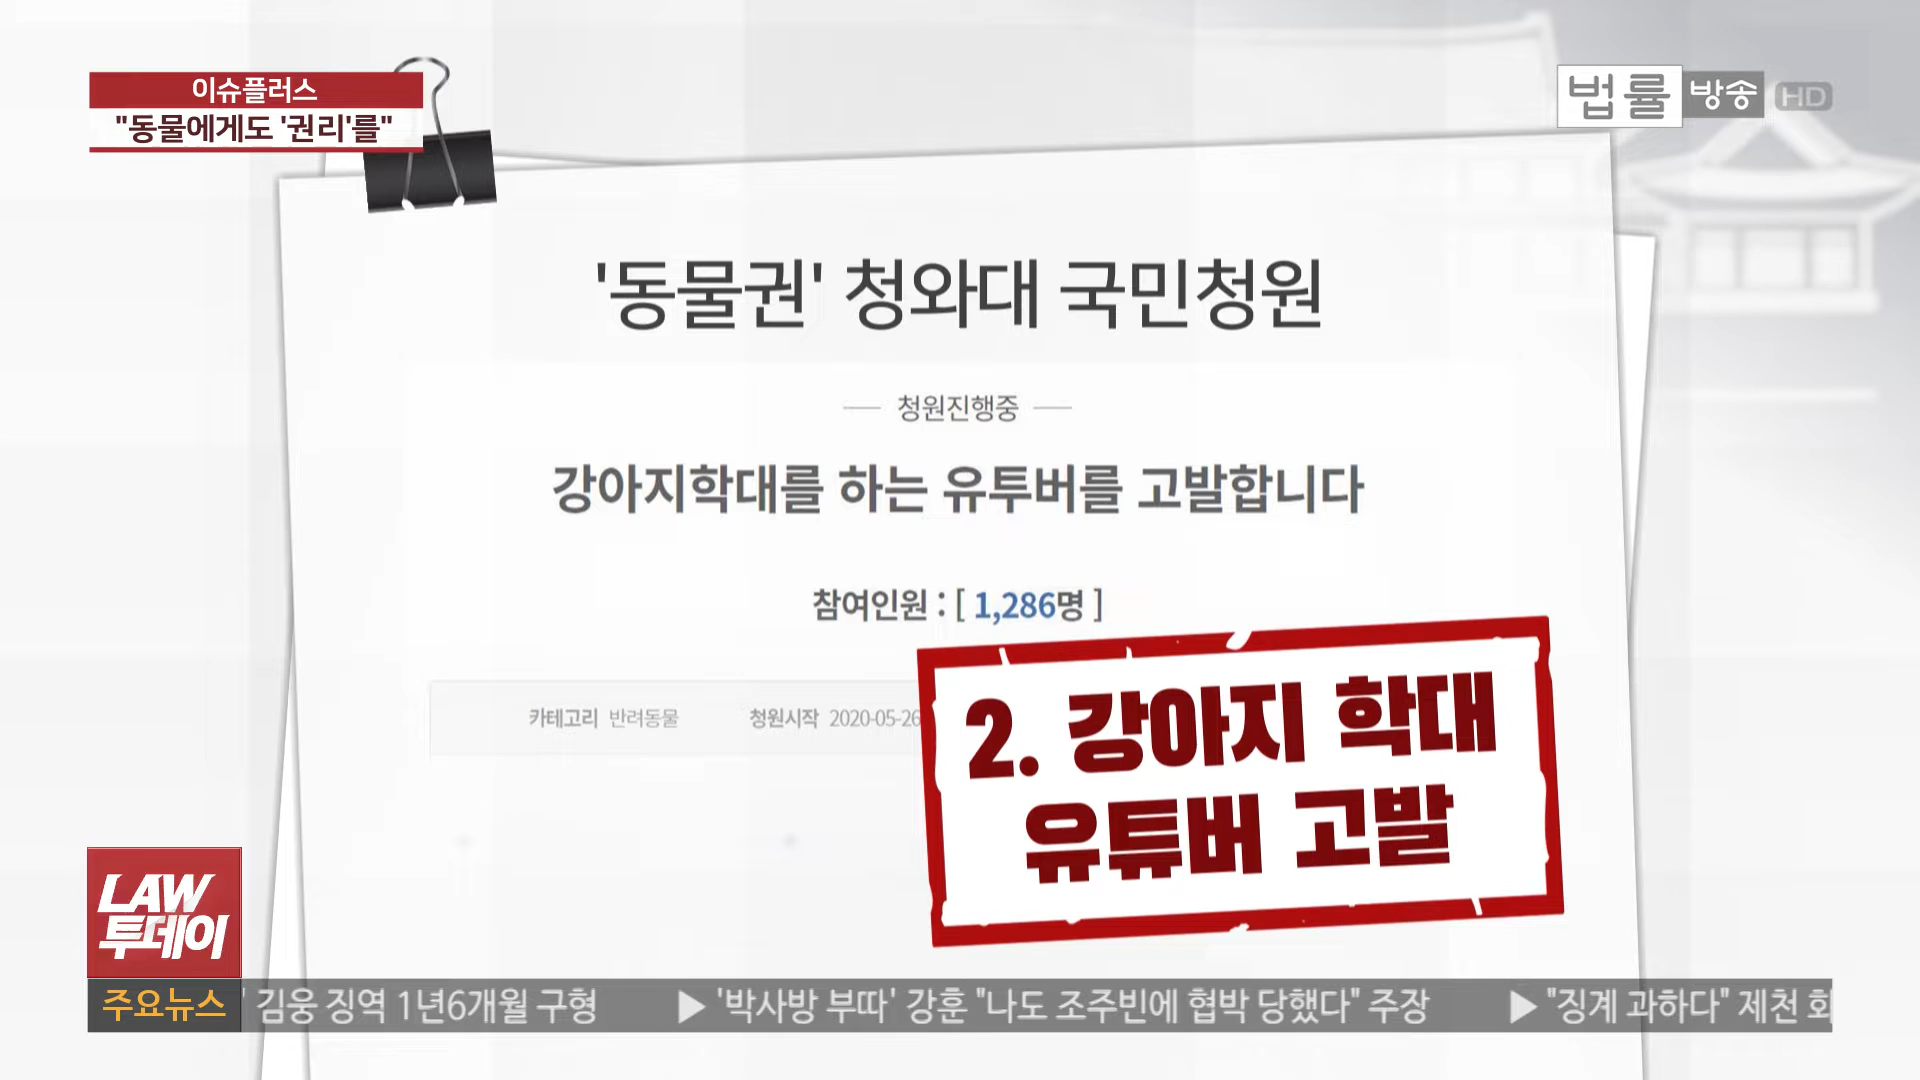 이슈플러스
"동물에게도 '권리'를"
법률방송 HD
'동물권' 청와대 국민청원
청원진행중
강아지학대를 하는 유투버를 고발합니다
참여인원 : [ 1,286명 ]
카테고리 반려동물 청원시작 2020-05-26
2. 강아지 학대
유튜버 고발
LAW
투데이
주요뉴스 ' 김웅 징역 1년6개월 구형 ▶'박사방 부따' 강훈 "나도 조주빈에 협박 당했다" 주장 ▶"징계 과하다" 제천 화